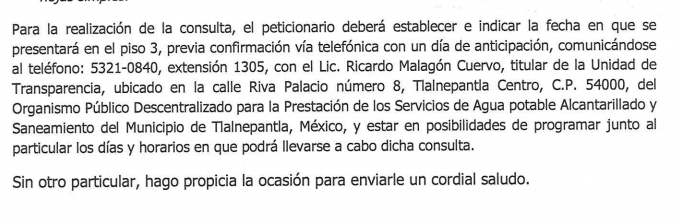 Para la realización de la consulta, el peticionario deberá establecer e indicar la fecha en que se
presentará en el piso 3, previa confirmación vía telefónica con un día de anticipación, comunicándose
al teléfono: 5321-0840, extensión 1305, con el Lic. Ricardo Malagón Cuervo, titular de la Unidad de
Transparencia, ubicado en la calle Riva Palacio número 8, Tlalnepantla Centro, C.P. 54000, del
Organismo Público Descentralizado para la Prestación de los Servicios de Agua potable Alcantarillado y
Saneamiento del Municipio de Tlalnepantla, México, y estar en posibilidades de programar junto al
particular los días y horarios en que podrá llevarse a cabo dicha consulta.
Sin otro particular, hago propicia la ocasión para enviarle un cordial saludo.